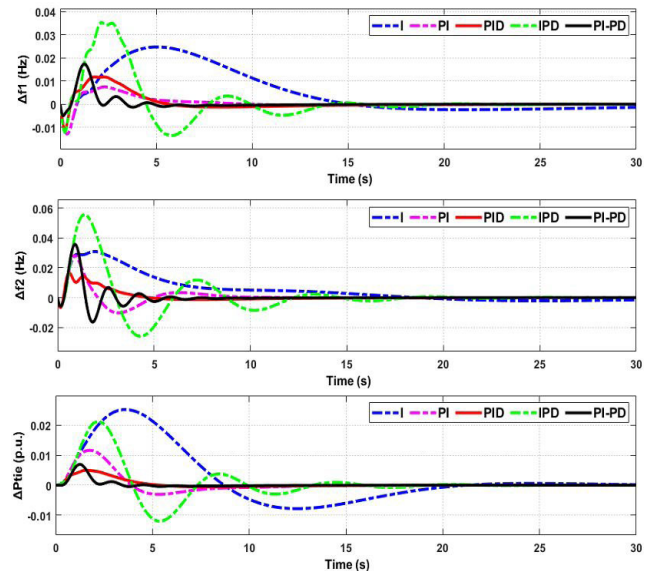 I PI PID IPD PI-PD
0.04
0.03
0.02
0.01
0
-0.01
Δf1 (Hz)
0 5 10 15 20 25 30
Time (s)
I PI PID IPD PI-PD
0.06
0.04
0.02
0
-0.02
Δf2 (Hz)
0 5 10 15 20 25 30
Time (s)
I PI PID IPD PI-PD
0.02
0.01
0
-0.01
ΔPtie (p.u.)
0 5 10 15 20 25 30
Time (s)